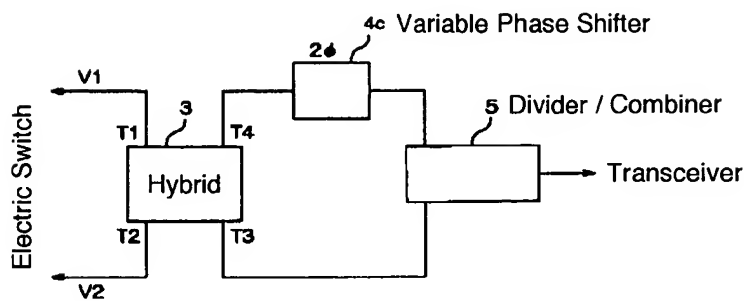 4c Variable Phase Shifter
2ϕ
V1
3
5 Divider / Combiner
T1
T4
Electric Switch
Hybrid
Transceiver
T2
T3
V2